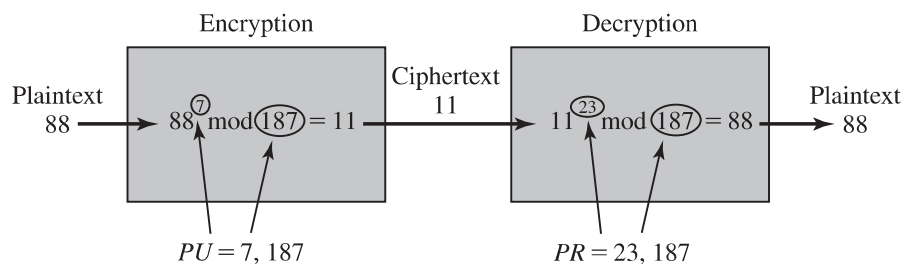 Encryption
Decryption
Plaintext
88
88^7 mod 187 = 11
Ciphertext
11
11^23 mod 187 = 88
Plaintext
88
PU = 7, 187
PR = 23, 187